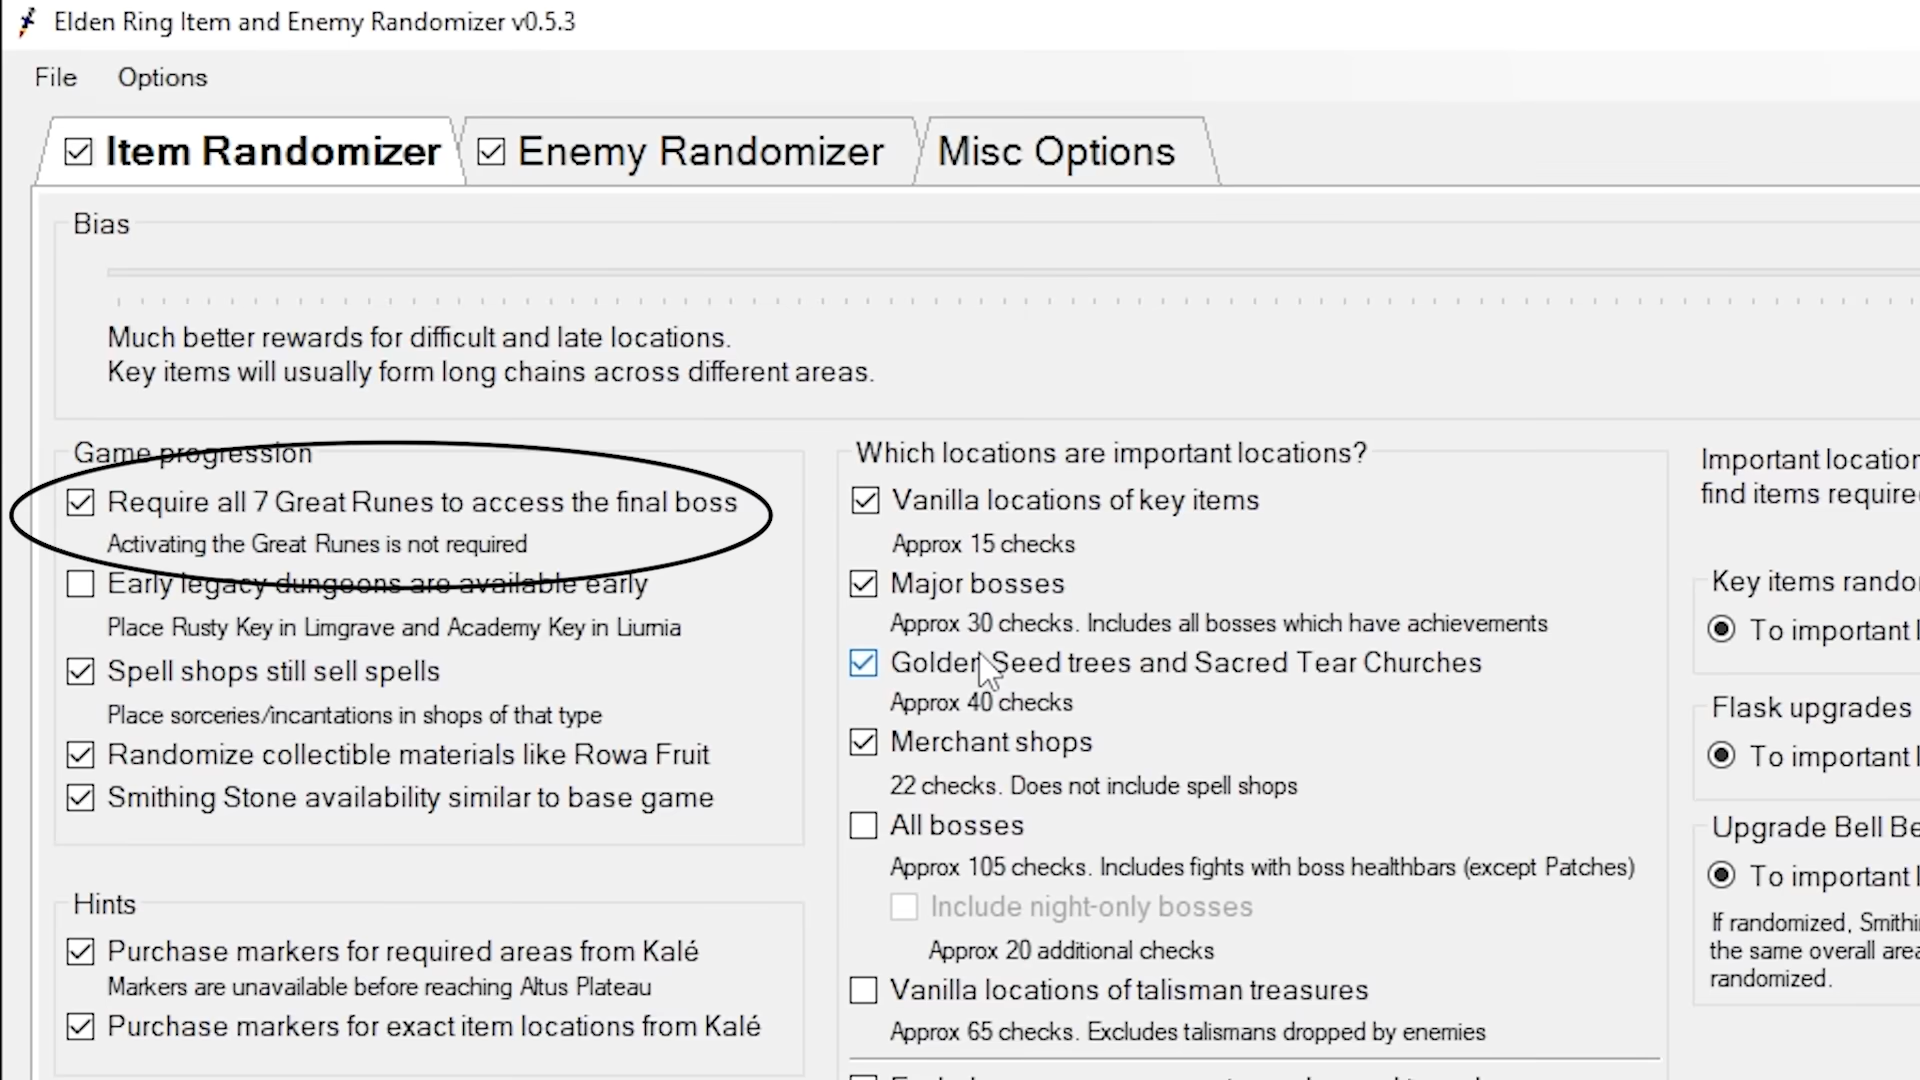 Elden Ring Item and Enemy Randomizer v0.5.3
File Options
Item Randomizer Enemy Randomizer Misc Options
Bias
Much better rewards for difficult and late locations.
Key items will usually form long chains across different areas.
Game progression
Require all 7 Great Runes to access the final boss
Activating the Great Runes is not required
Early legacy dungeons are available early
Place Rusty Key in Limgrave and Academy Key in Liurnia
Spell shops still sell spells
Place sorceries/incantations in shops of that type
Randomize collectible materials like Rowa Fruit
Smithing Stone availability similar to base game
Hints
Purchase markers for required areas from Kalé
Markers are unavailable before reaching Altus Plateau
Purchase markers for exact item locations from Kalé
Which locations are important locations?
Vanilla locations of key items
Approx 15 checks
Major bosses
Approx 30 checks. Includes all bosses which have achievements
Golden Seed trees and Sacred Tear Churches
Approx 40 checks
Merchant shops
22 checks. Does not include spell shops
All bosses
Approx 105 checks. Includes fights with boss healthbars (except Patches)
Include night-only bosses
Approx 20 additional checks
Vanilla locations of talisman treasures
Approx 65 checks. Excludes talismans dropped by enemies
Important location
find items require
Key items rando
To important l
Flask upgrades
To important l
Upgrade Bell Be
To important l
If randomized, Smithi
the same overall area
randomized.